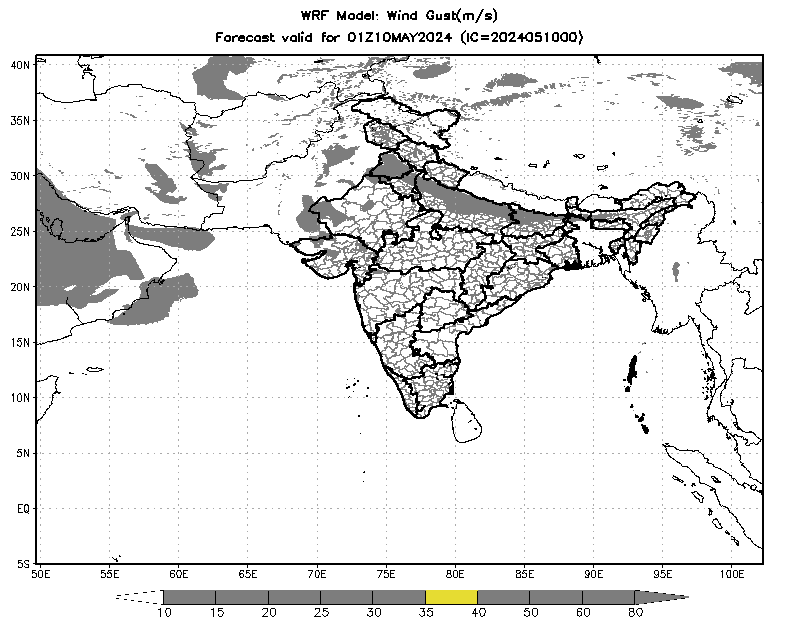 WRF Model: Wind Gust(m/s)
Forecast valid for 01Z10MAY2024 (IC=2024051000)
40N
35N
30N
25N
20N
15N
10N
5N
EQ
5S
50E 55E 60E 65E 70E 75E 80E 85E 90E 95E 100E
10 15 20 25 30 35 40 50 60 80